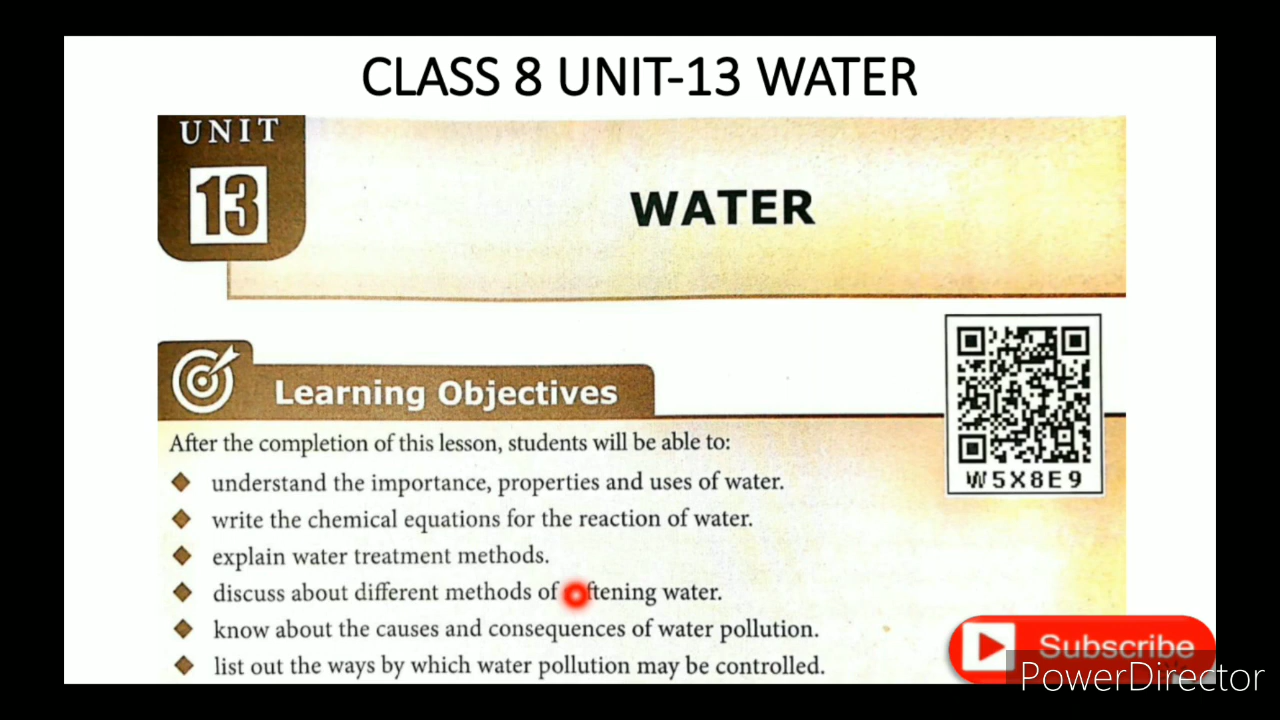 CLASS 8 UNIT-13 WATER
UNIT
13
WATER
Learning Objectives
W5X8E9
After the completion of this lesson, students will be able to:
understand the importance, properties and uses of water.
write the chemical equations for the reaction of water.
explain water treatment methods.
discuss about different methods of ftening water.
know about the causes and consequences of water pollution.
list out the ways by which water pollution may be controlled.
Subscribe
PowerDirector